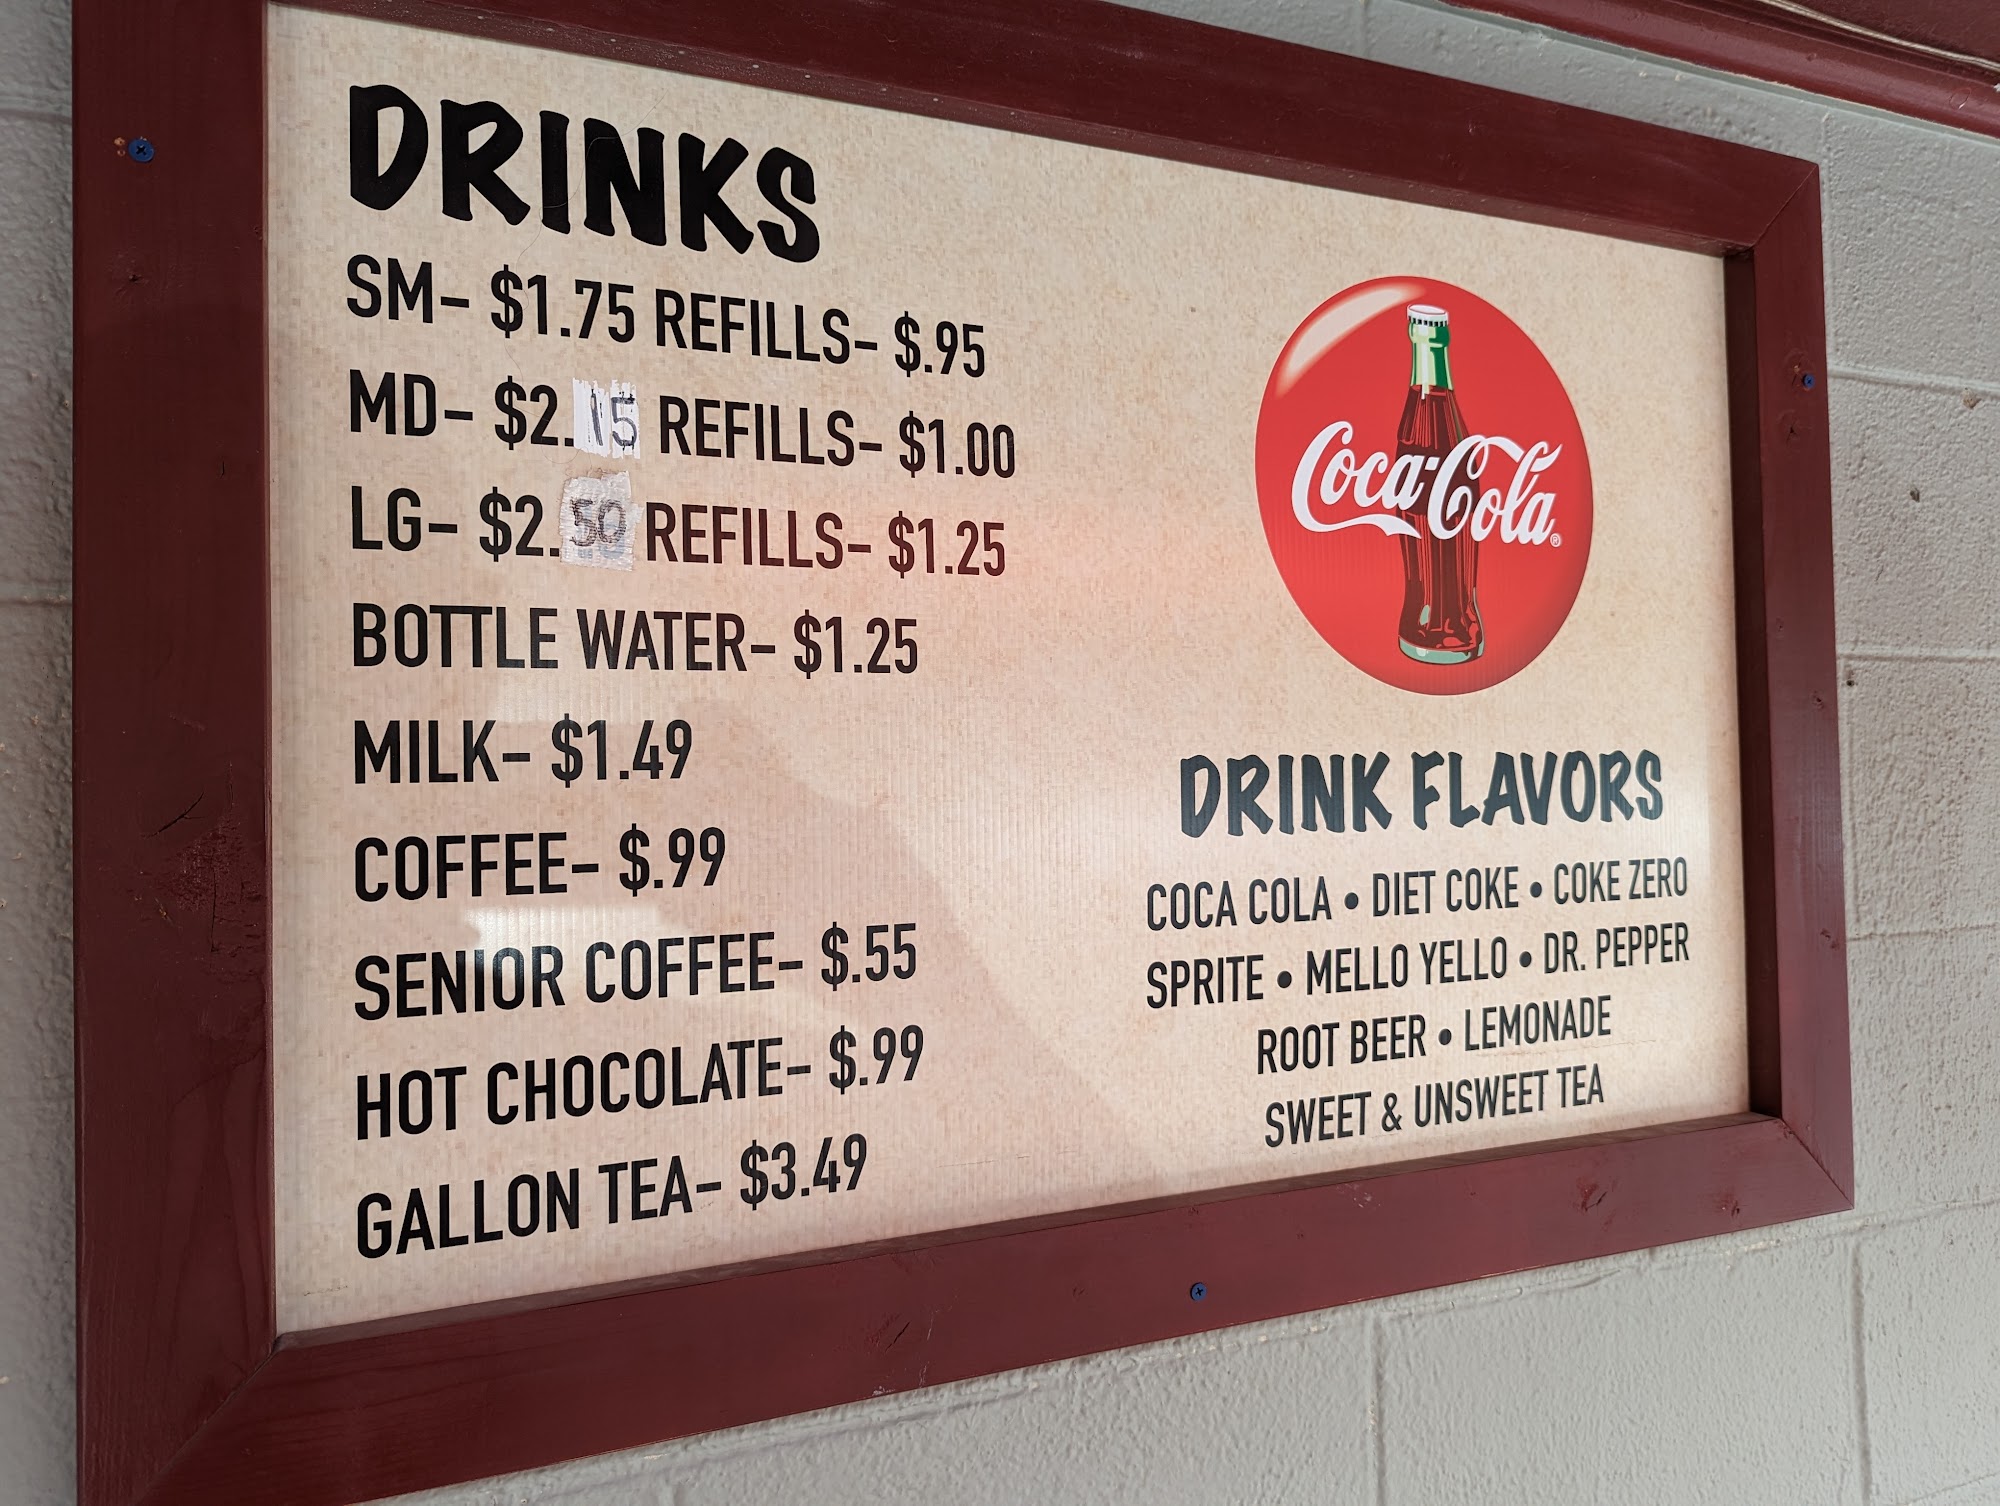 DRINKS
SM- $1.75 REFILLS- $.95
MD- $2.15 REFILLS- $1.00
LG- $2.50 REFILLS- $1.25
BOTTLE WATER- $1.25
MILK- $1.49
COFFEE- $.99
SENIOR COFFEE- $.55
HOT CHOCOLATE- $.99
GALLON TEA- $3.49
Coca-Cola®
DRINK FLAVORS
COCA COLA • DIET COKE • COKE ZERO
SPRITE • MELLO YELLO • DR. PEPPER
ROOT BEER • LEMONADE
SWEET & UNSWEET TEA